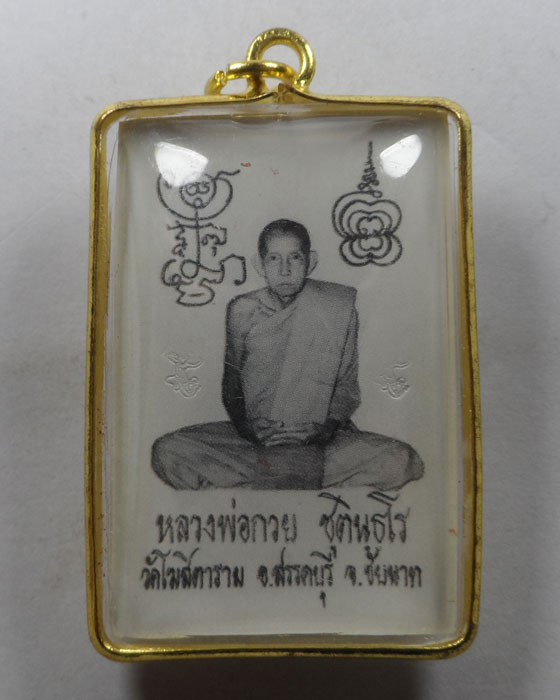 หลวงพ่อกวย ชุตินฺธโร
วัดโฆสิตาราม อ.สรรคบุรี จ.ชัยนาท